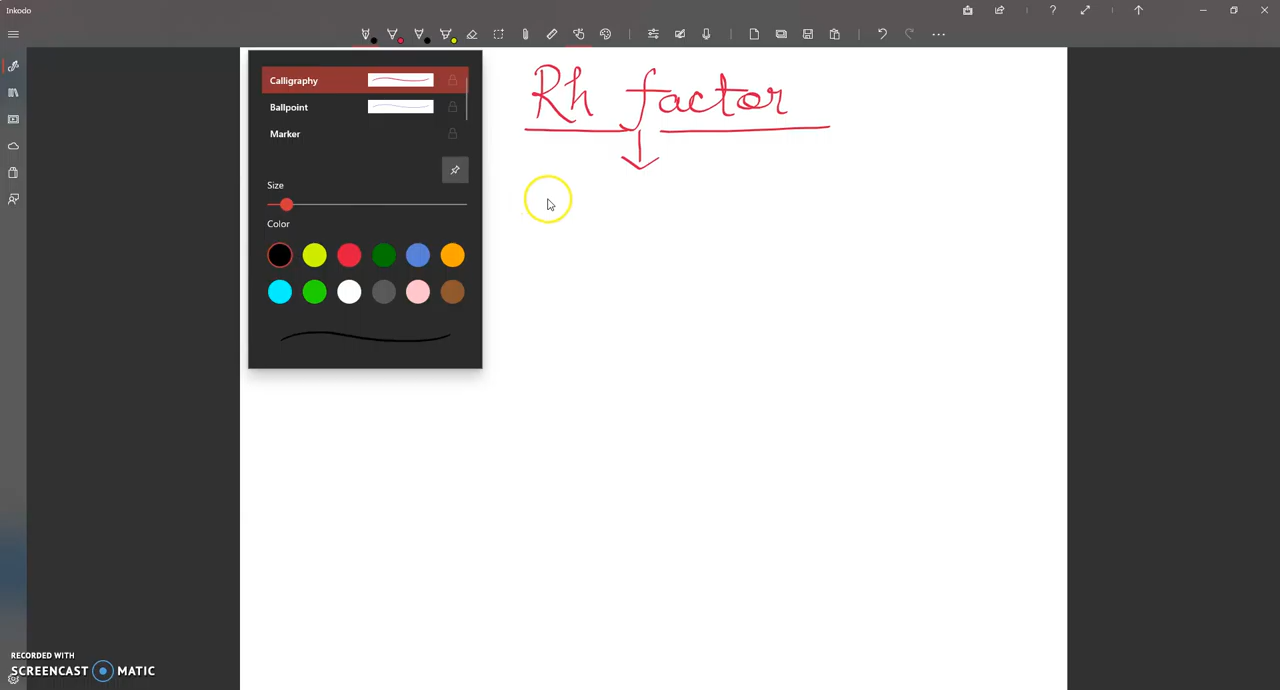 Inkodo
Calligraphy
Ballpoint
Marker
Size
Color
Rh factor
RECORDED WITH
SCREENCAST MATIC